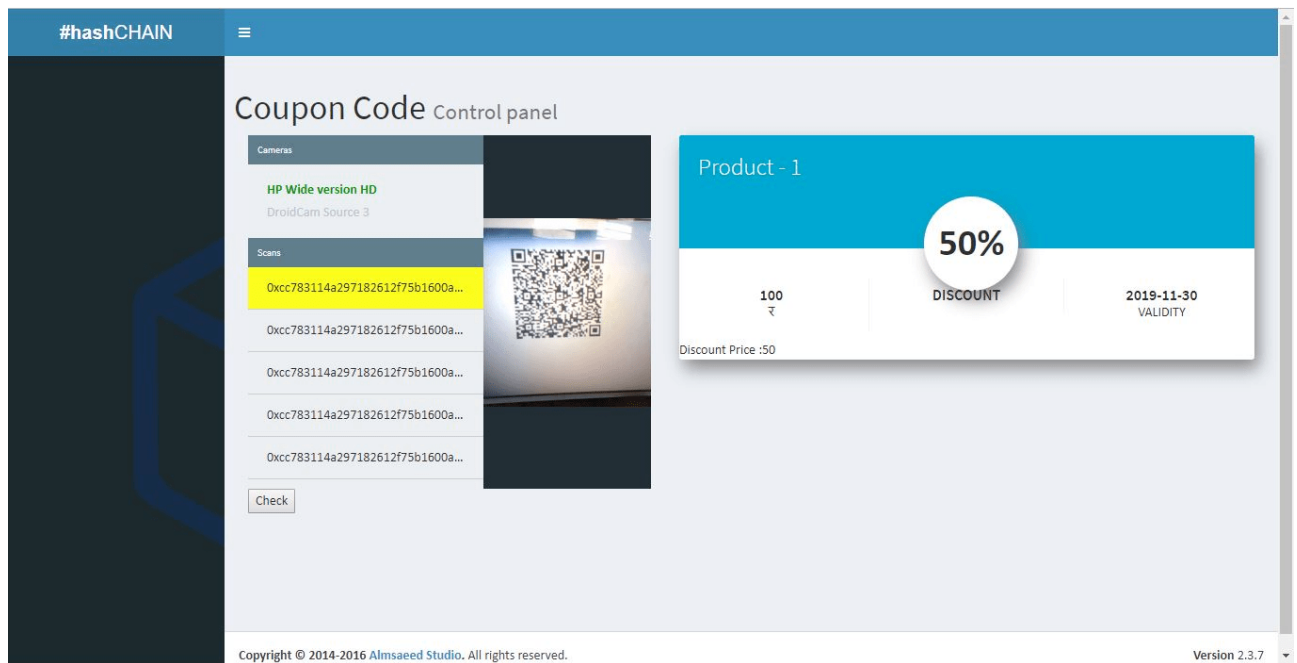 #hashCHAIN
Coupon Code Control panel
Cameras
HP Wide version HD
DroidCam Source 3
Scans
0xcc783114a297182612f75b1600a...
0xcc783114a297182612f75b1600a...
0xcc783114a297182612f75b1600a...
0xcc783114a297182612f75b1600a...
0xcc783114a297182612f75b1600a...
Check
Product - 1
50%
100
₹
DISCOUNT
2019-11-30
VALIDITY
Discount Price :50
Copyright © 2014-2016 Almsaeed Studio. All rights reserved.
Version 2.3.7